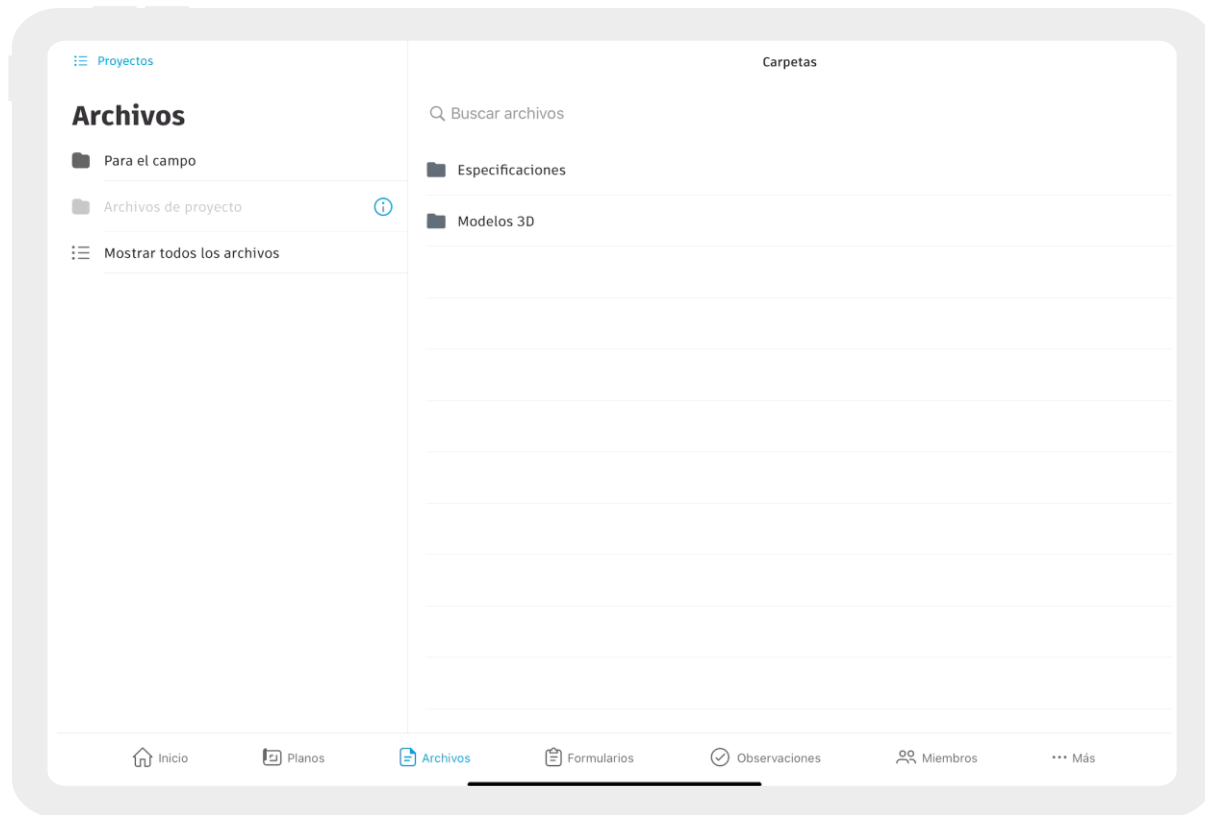 Proyectos
Archivos
Para el campo
Archivos de proyecto
Mostrar todos los archivos
Carpetas
Buscar archivos
Especificaciones
Modelos 3D
Inicio
Planos
Archivos
Formularios
Observaciones
Miembros
Más